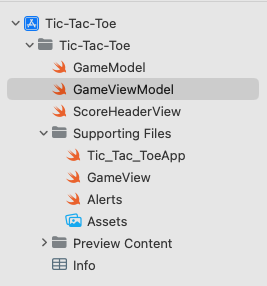 Tic-Tac-Toe
Tic-Tac-Toe
GameModel
GameViewModel
ScoreHeaderView
Supporting Files
Tic_Tac_ToeApp
GameView
Alerts
Assets
Preview Content
Info